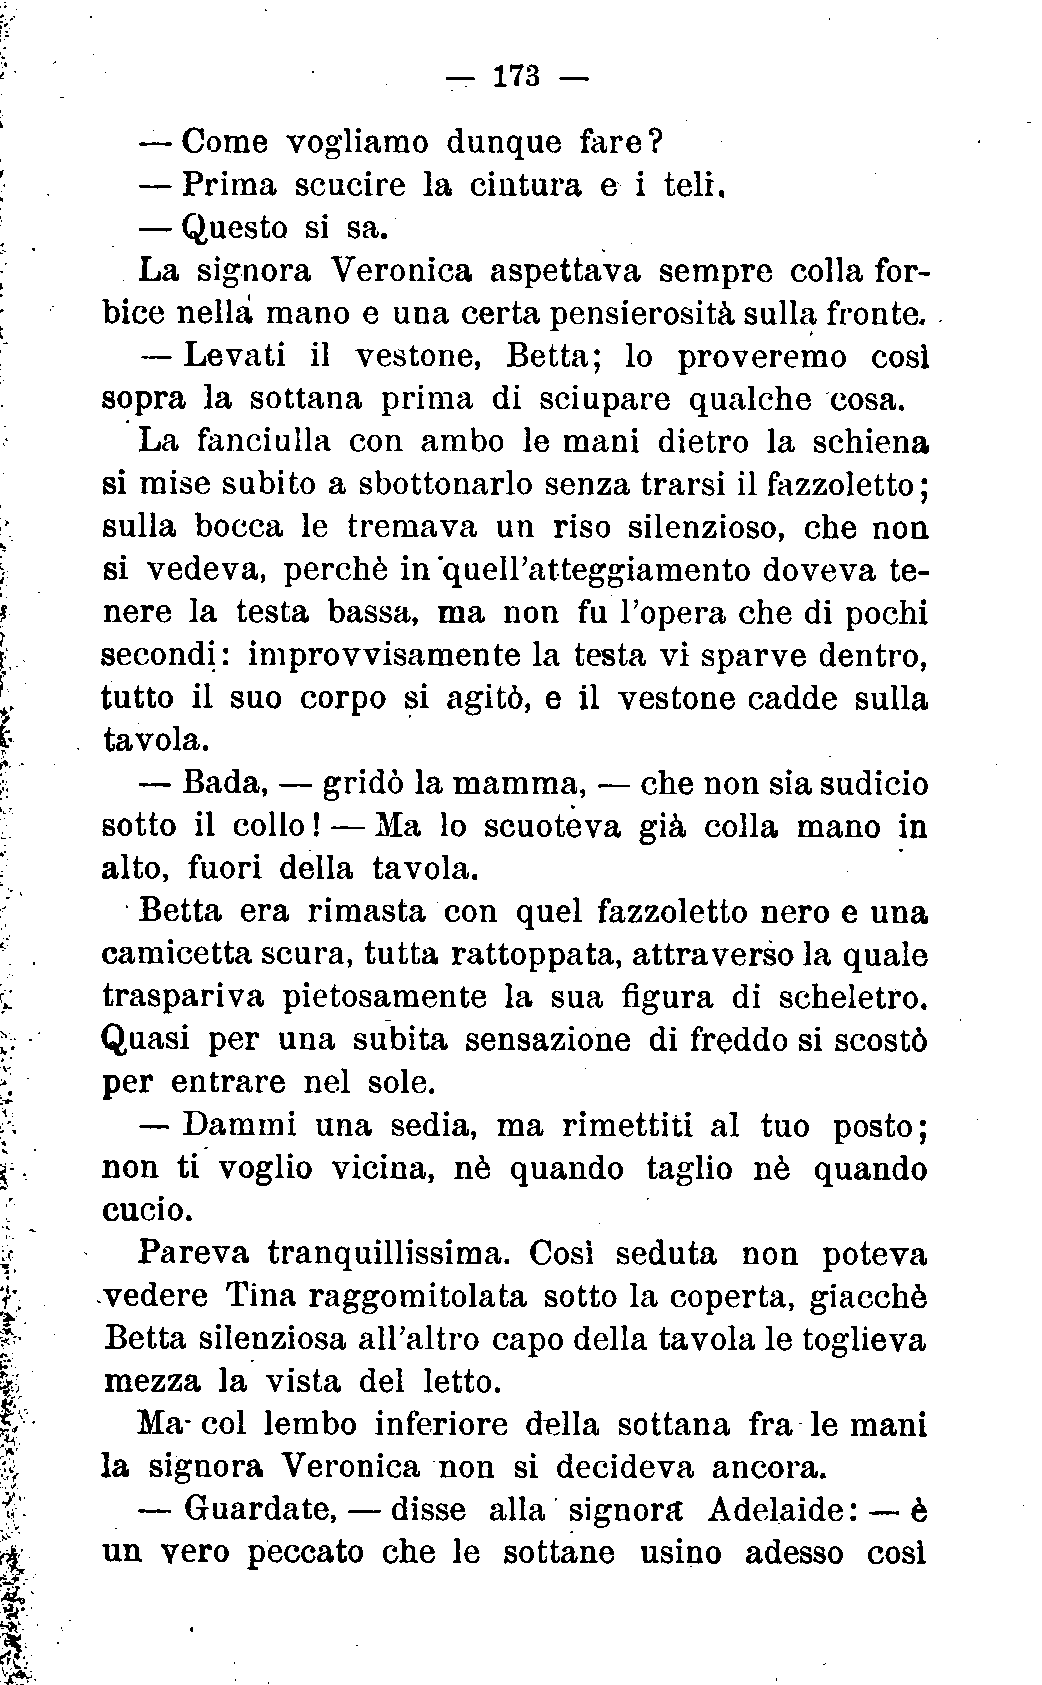 — 173 —
— Come vogliamo dunque fare?
— Prima scucire la cintura e i teli.
— Questo si sa.
La signora Veronica aspettava sempre colla for-
bice nella mano e una certa pensierosità sulla fronte.
— Levati il vestone, Betta; lo proveremo così
sopra la sottana prima di sciupare qualche cosa.
La fanciulla con ambo le mani dietro la schiena
si mise subito a sbottonarlo senza trarsi il fazzoletto;
sulla bocca le tremava un riso silenzioso, che non
si vedeva, perchè in quell'atteggiamento doveva te-
nere la testa bassa, ma non fu l'opera che di pochi
secondi: improvvisamente la testa vi sparve dentro,
tutto il suo corpo si agitò, e il vestone cadde sulla
tavola.
— Bada, — gridò la mamma, — che non sia sudicio
sotto il collo! — Ma lo scuoteva già colla mano in
alto, fuori della tavola.
Betta era rimasta con quel fazzoletto nero e una
camicetta scura, tutta rattoppata, attraverso la quale
traspariva pietosamente la sua figura di scheletro.
Quasi per una subita sensazione di freddo si scostò
per entrare nel sole.
— Dammi una sedia, ma rimettiti al tuo posto;
non ti voglio vicina, nè quando taglio nè quando
cucio.
Pareva tranquillissima. Così seduta non poteva
vedere Tina raggomitolata sotto la coperta, giacchè
Betta silenziosa all'altro capo della tavola le toglieva
mezza la vista del letto.
Ma col lembo inferiore della sottana fra le mani
la signora Veronica non si decideva ancora.
— Guardate, — disse alla signora Adelaide: — è
un vero peccato che le sottane usino adesso così